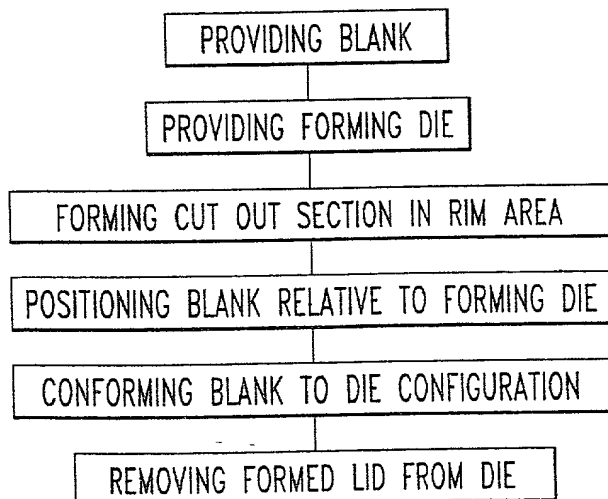 PROVIDING BLANK
PROVIDING FORMING DIE
FORMING CUT OUT SECTION IN RIM AREA
POSITIONING BLANK RELATIVE TO FORMING DIE
CONFORMING BLANK TO DIE CONFIGURATION
REMOVING FORMED LID FROM DIE